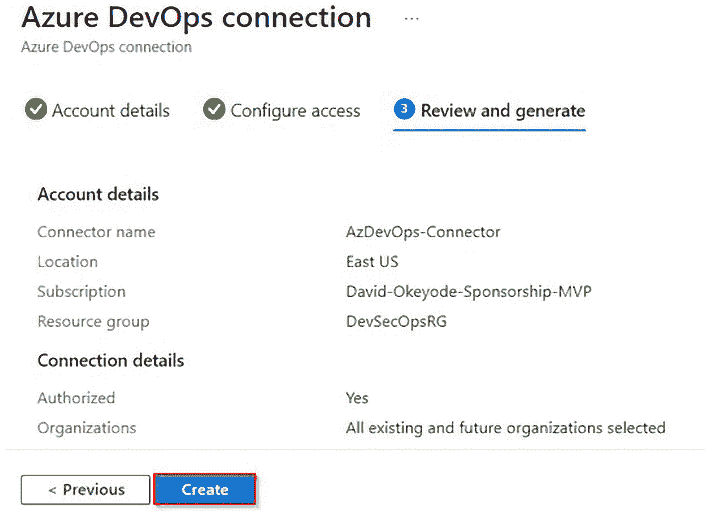 Azure DevOps connection ...
Azure DevOps connection
Account details Configure access 3 Review and generate
Account details
Connector name AzDevOps-Connector
Location East US
Subscription David-Okeyode-Sponsorship-MVP
Resource group DevSecOpsRG
Connection details
Authorized Yes
Organizations All existing and future organizations selected
< Previous Create